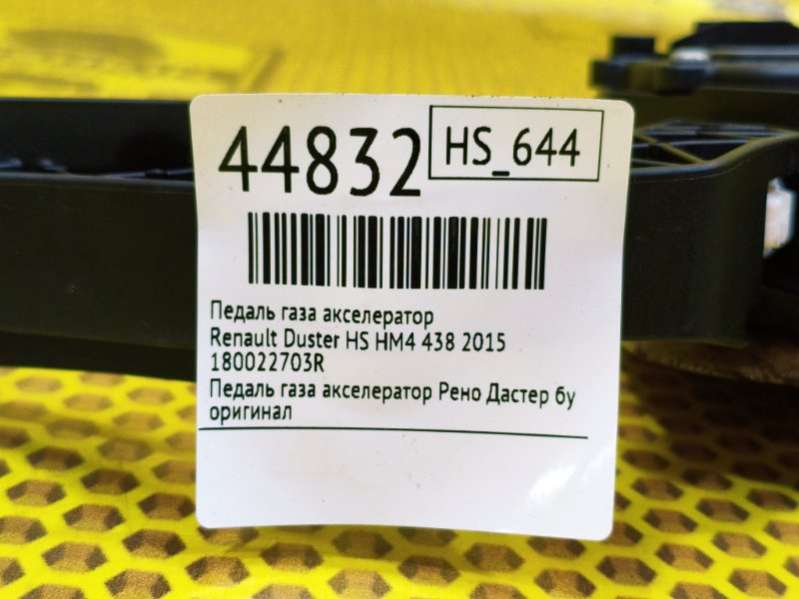 44832 HS_644
Педаль газа акселератор
Renault Duster HS HM4 438 2015
180022703R
Педаль газа акселератор Рено Дастер бу
оригинал